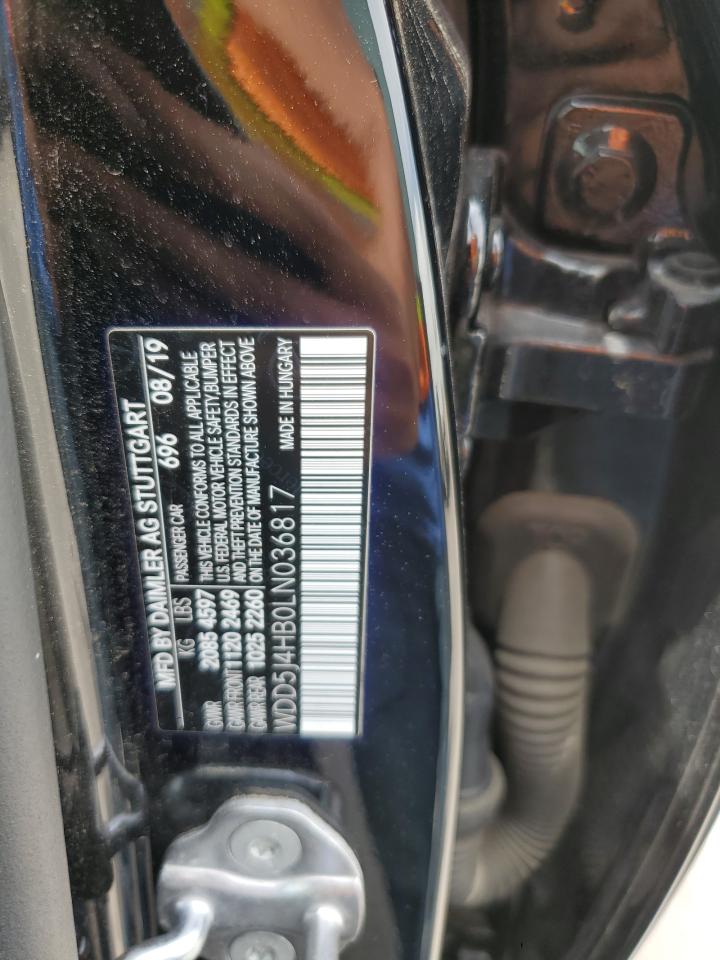 MFD BY DAIMLER AG STUTTGART
696 08/19
KG LBS PASSENGER CAR
GVWR 2085 4597 THIS VEHICLE CONFORMS TO ALL APPLICABLE
U.S. FEDERAL MOTOR VEHICLE SAFETY,BUMPER
GAWR FRONT 1120 2469 AND THEFT PREVENTION STANDARDS IN EFFECT
GAWR REAR 1025 2260 ON THE DATE OF MANUFACTURE SHOWN ABOVE
WDD5J4HB0LN036817 MADE IN HUNGARY